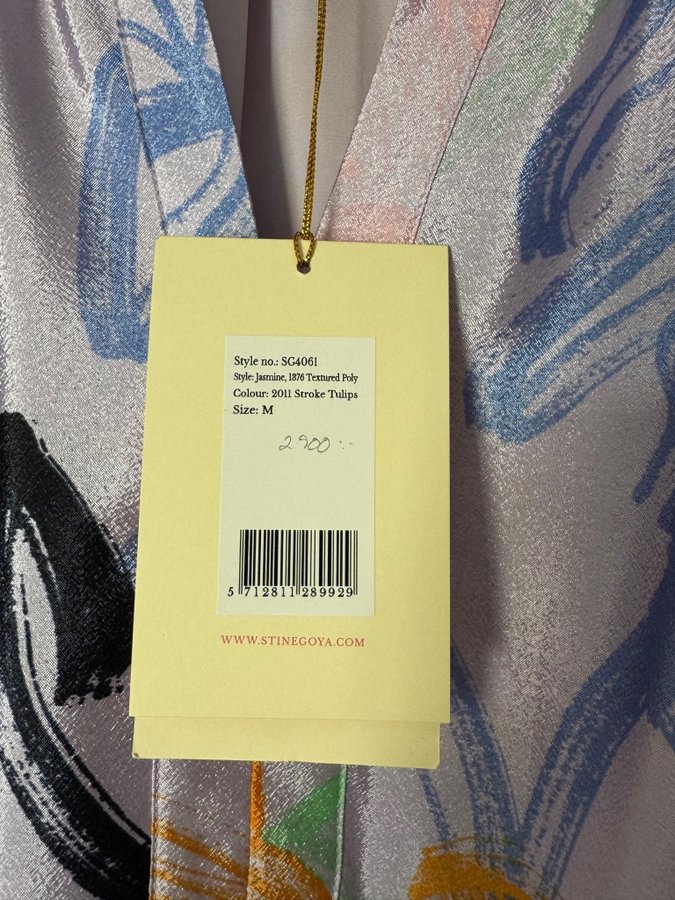 Style no.: SG4061
Style: Jasmine, 1376 Textured Poly
Colour: 2011 Stroke Tulips
Size: M
2900
5 712811 289929
WWW.STINEGOYA.COM